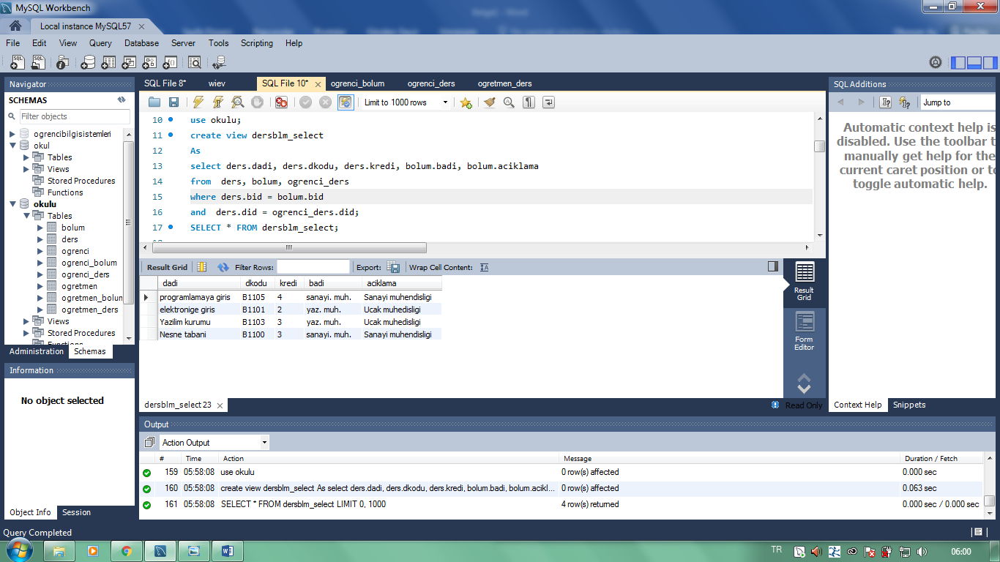 MySQL Workbench
Local instance MySQL57
File Edit View Query Database Server Tools Scripting Help
Navigator
SCHEMAS
Filter objects
ogrencibilgisistemleri
okul
Tables
Views
Stored Procedures
Functions
okulu
Tables
bolum
ders
ogrenci
ogrenci_bolum
ogrenci_ders
ogretmen
ogretmen_bolun
ogretmen_ders
Views
Stored Procedures
Functions
Administration Schemas
Information
No object selected
Object Info Session
SQL File 8* wiev SQL File 10* ogrenci_bolum ogrenci_ders ogretmen_ders
Limit to 1000 rows
10 use okulu;
11 create view dersblm_select
12 As
13 select ders.dadi, ders.dkodu, ders.kredi, bolum.badi, bolum.aciklama
14 from ders, bolum, ogrenci_ders
15 where ders.bid = bolum.bid
16 and ders.did = ogrenci_ders.did;
17 SELECT * FROM dersblm_select;
Result Grid Filter Rows: Export: Wrap Cell Content:
dadi dkodu kredi badi aciklama
programlamaya giris B1105 4 sanayi. muh. Sanayi muhendisligi
elektronige giris B1101 2 yaz. muh. Ucak muhedisligi
Yazilim kurumu B1103 3 yaz. muh. Ucak muhedisligi
Nesne tabani B1100 3 sanayi. muh. Sanayi muhendisligi
Result
Grid
Form
Editor
dersblm_select 23
Read Only
SQL Additions
Jump to
Automatic context help is
disabled. Use the toolbar t
manually get help for the
current caret position or to
toggle automatic help.
Context Help Snippets
Output
Action Output
# Time Action Message Duration / Fetch
159 05:58:08 use okulu 0 row(s) affected 0.000 sec
160 05:58:08 create view dersblm_select As select ders.dadi, ders.dkodu, ders.kredi, bolum.badi, bolum.acikl... 0 row(s) affected 0.063 sec
161 05:58:08 SELECT * FROM dersblm_select LIMIT 0, 1000 4 row(s) returned 0.000 sec / 0.000 sec
Query Completed
TR 06:00